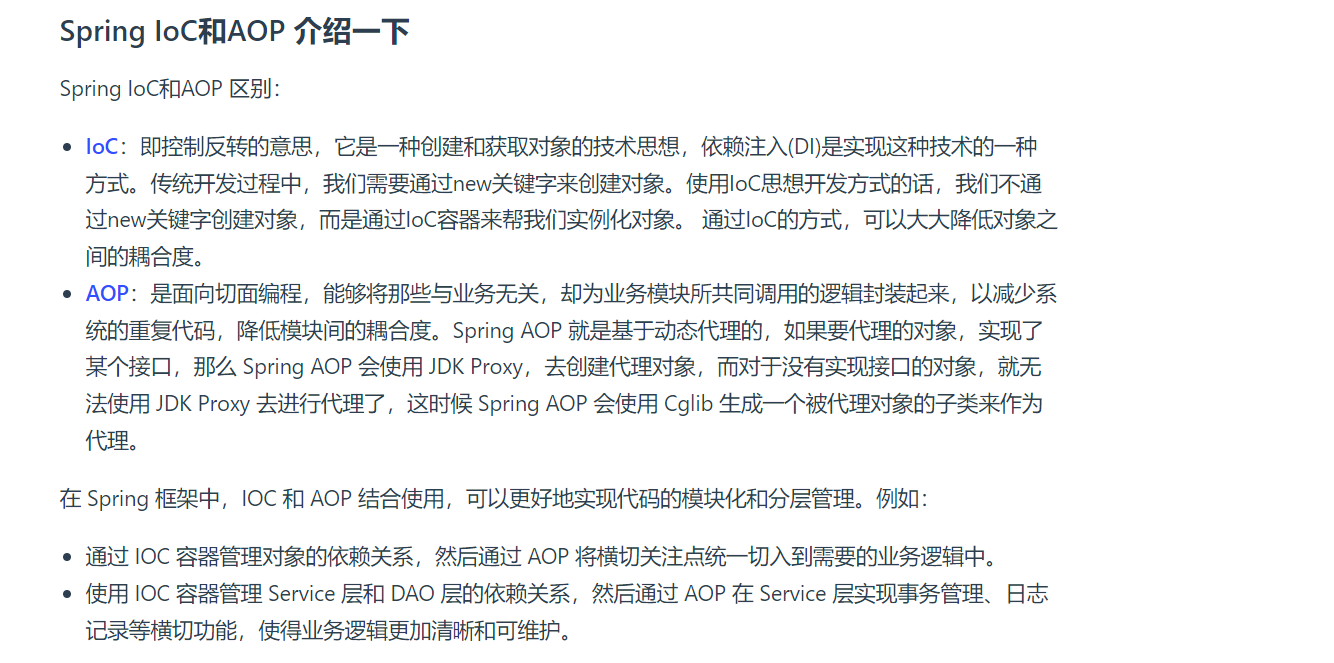 Spring IoC和AOP 介绍一下
Spring IoC和AOP 区别：
IoC：即控制反转的意思，它是一种创建和获取对象的技术思想，依赖注入(DI)是实现这种技术的一种
方式。传统开发过程中，我们需要通过new关键字来创建对象。使用IoC思想开发方式的话，我们不通
过new关键字创建对象，而是通过IoC容器来帮我们实例化对象。 通过IoC的方式，可以大大降低对象之
间的耦合度。
AOP：是面向切面编程，能够将那些与业务无关，却为业务模块所共同调用的逻辑封装起来，以减少系
统的重复代码，降低模块间的耦合度。Spring AOP 就是基于动态代理的，如果要代理的对象，实现了
某个接口，那么 Spring AOP 会使用 JDK Proxy，去创建代理对象，而对于没有实现接口的对象，就无
法使用 JDK Proxy 去进行代理了，这时候 Spring AOP 会使用 Cglib 生成一个被代理对象的子类来作为
代理。
在 Spring 框架中，IOC 和 AOP 结合使用，可以更好地实现代码的模块化和分层管理。例如：
通过 IOC 容器管理对象的依赖关系，然后通过 AOP 将横切关注点统一切入到需要的业务逻辑中。
使用 IOC 容器管理 Service 层和 DAO 层的依赖关系，然后通过 AOP 在 Service 层实现事务管理、日志
记录等横切功能，使得业务逻辑更加清晰和可维护。